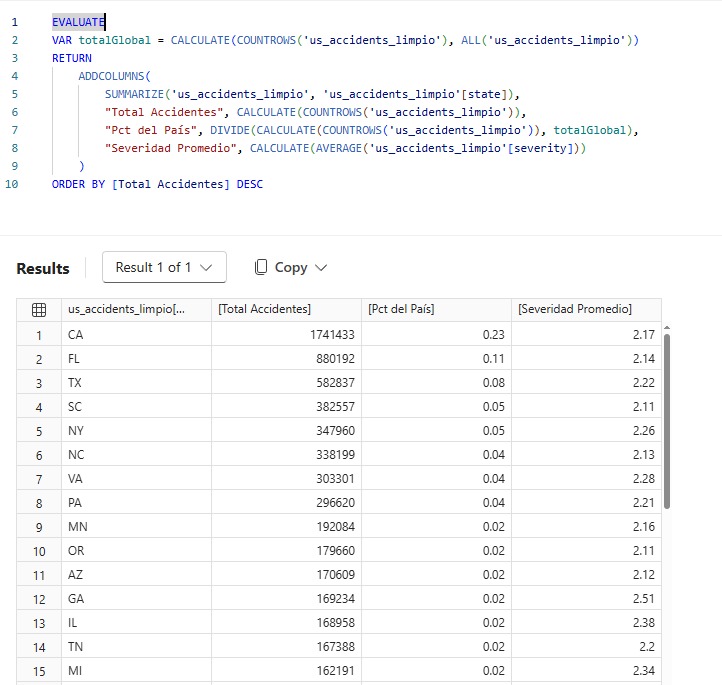 1 EVALUATE
2 VAR totalGlobal = CALCULATE(COUNTROWS('us_accidents_limpio'), ALL('us_accidents_limpio'))
3 RETURN
4 ADDCOLUMNS(
5 SUMMARIZE('us_accidents_limpio', 'us_accidents_limpio'[state]),
6 "Total Accidentes", CALCULATE(COUNTROWS('us_accidents_limpio')),
7 "Pct del País", DIVIDE(CALCULATE(COUNTROWS('us_accidents_limpio')), totalGlobal),
8 "Severidad Promedio", CALCULATE(AVERAGE('us_accidents_limpio'[severity]))
9 )
10 ORDER BY [Total Accidentes] DESC
Results Result 1 of 1 Copy
us_accidents_limpio[... [Total Accidentes] [Pct del País] [Severidad Promedio]
1 CA 1741433 0.23 2.17
2 FL 880192 0.11 2.14
3 TX 582837 0.08 2.22
4 SC 382557 0.05 2.11
5 NY 347960 0.05 2.26
6 NC 338199 0.04 2.13
7 VA 303301 0.04 2.28
8 PA 296620 0.04 2.21
9 MN 192084 0.02 2.16
10 OR 179660 0.02 2.11
11 AZ 170609 0.02 2.12
12 GA 169234 0.02 2.51
13 IL 168958 0.02 2.38
14 TN 167388 0.02 2.2
15 MI 162191 0.02 2.34